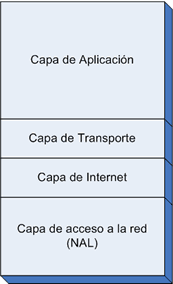 Capa de Aplicación
Capa de Transporte
Capa de Internet
Capa de acceso a la red
(NAL)